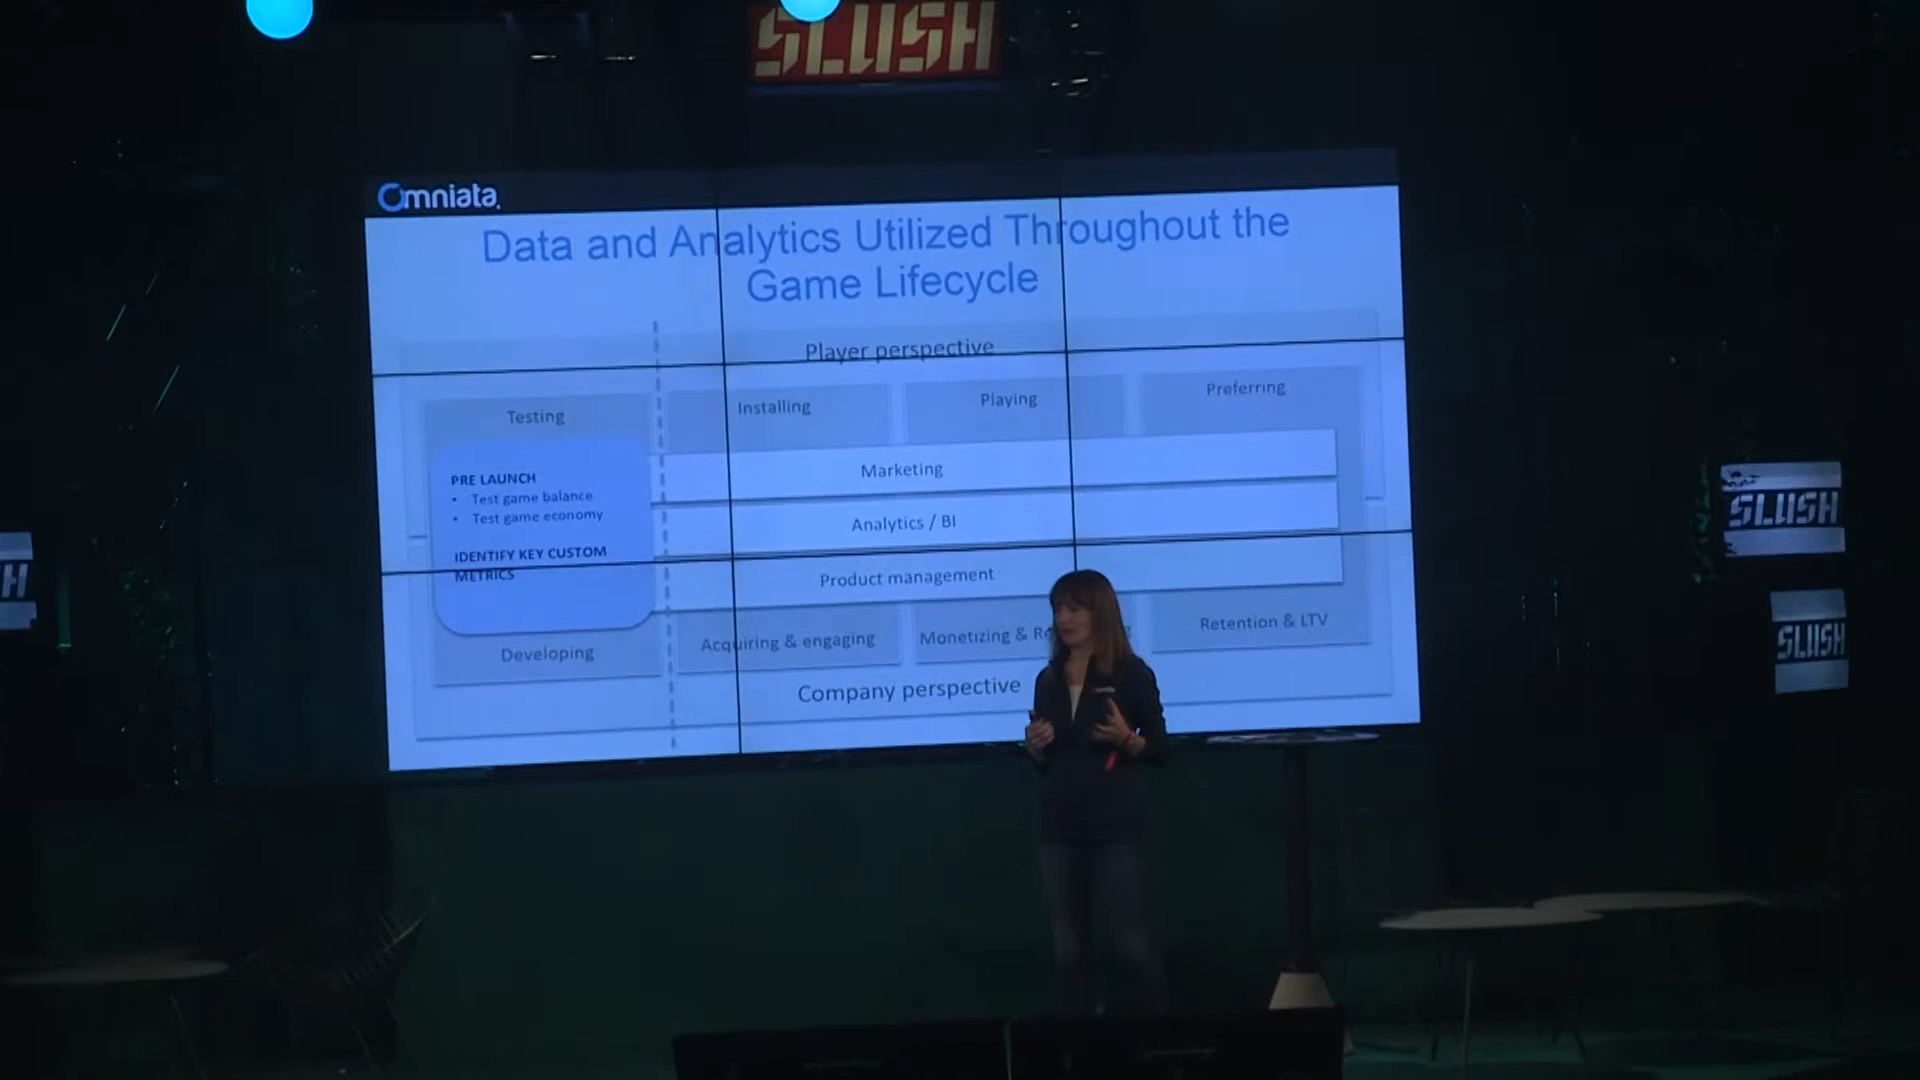 SLUSH
Omniata
Data and Analytics Utilized Throughout the
Game Lifecycle
Player perspective
Testing
Installing
Playing
Preferring
PRE LAUNCH
• Test game balance
• Test game economy
IDENTIFY KEY CUSTOM
METRICS
Marketing
Analytics / BI
Product management
Developing
Acquiring & engaging
Monetizing &
Retention & LTV
Company perspective
SLUSH
SLUSH
H